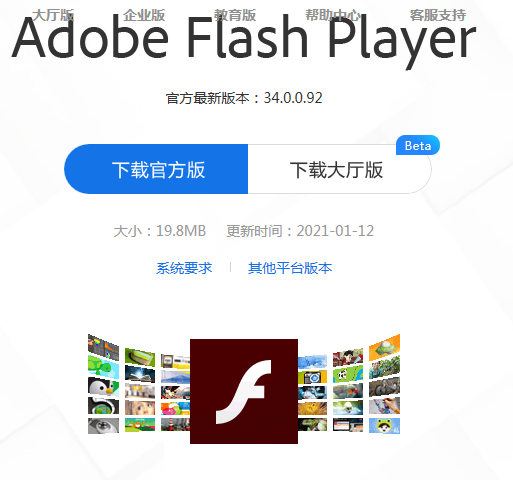 大厅版 企业版 教育版 帮助中心 客服支持
Adobe Flash Player
官方最新版本：34.0.0.92
Beta
下载官方版 下载大厅版
大小：19.8MB 更新时间：2021-01-12
系统要求 | 其他平台版本